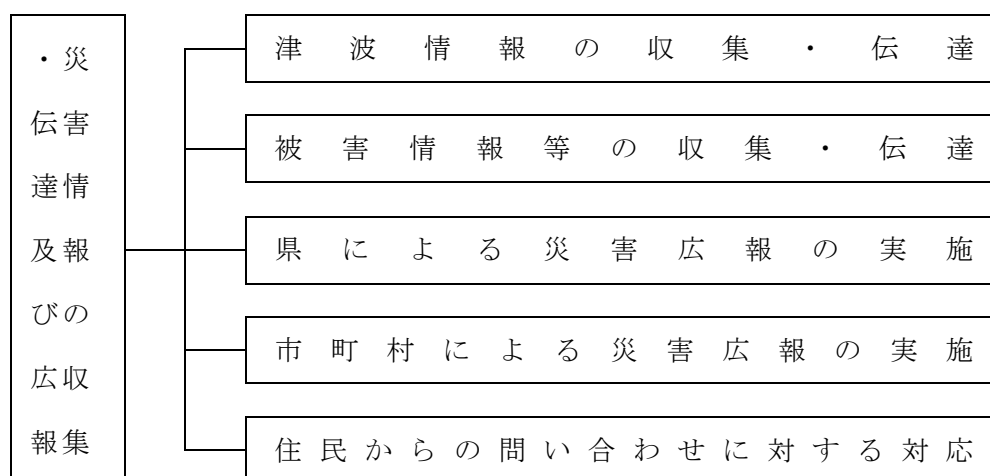 災害情報の収集
・伝達及びの広報
津波情報の収集・伝達
被害情報等の収集・伝達
県による災害広報の実施
市町村による災害広報の実施
住民からの問い合わせに対する対応